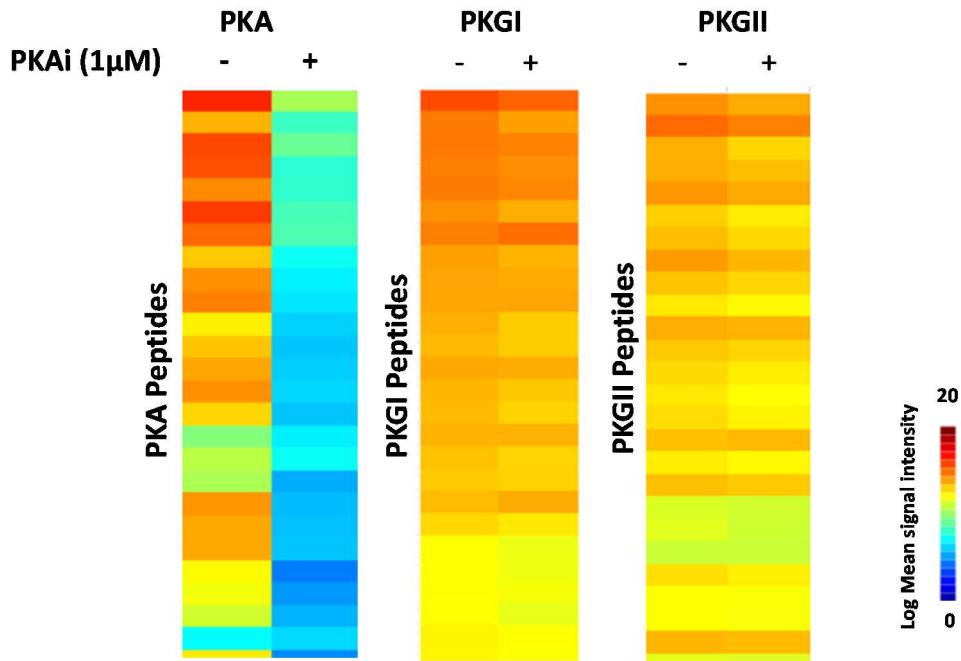 PKA PKGI PKGII
PKAi (1µM) - + - + - +
PKA Peptides
PKGI Peptides
PKGII Peptides
Log Mean signal intensity
20
0